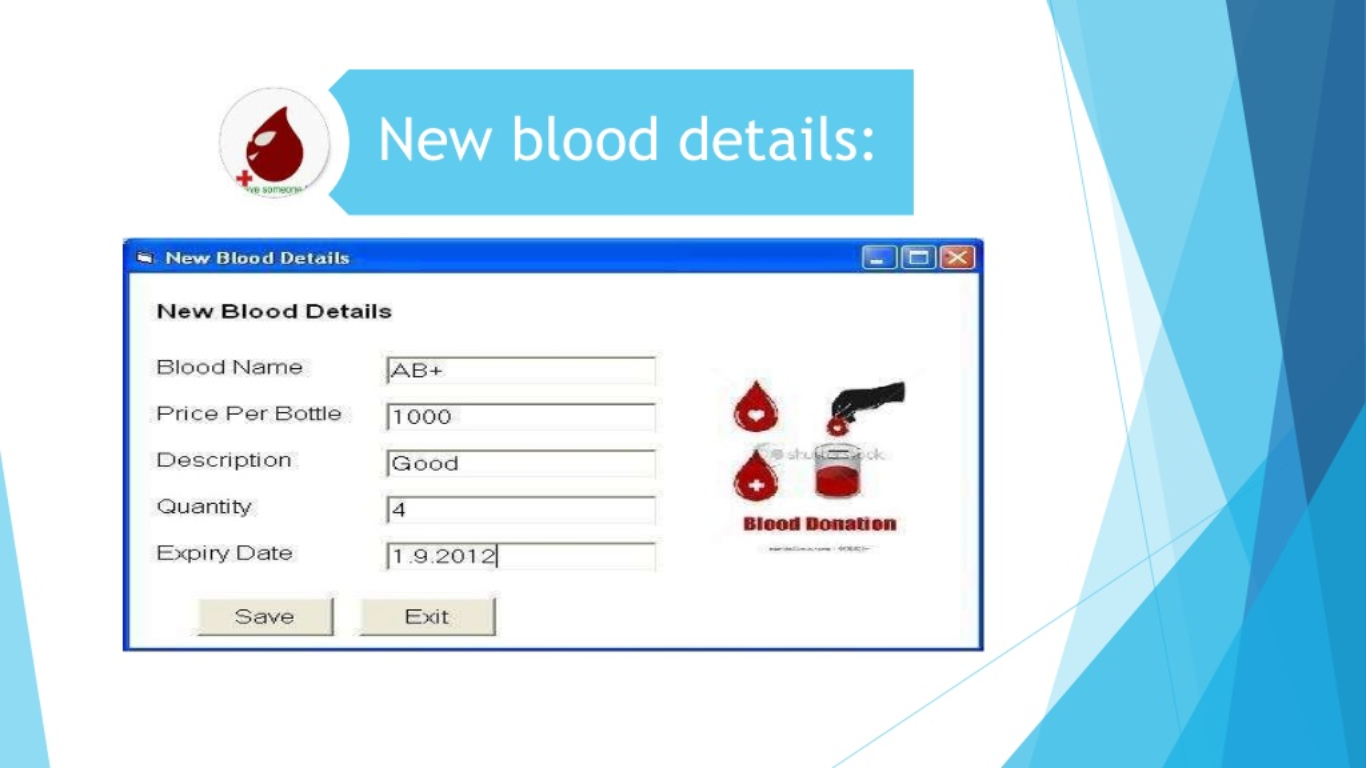 New blood details:
ve someone
New Blood Details
New Blood Details
Blood Name AB+
Price Per Bottle 1000
Description Good
Quantity 4
Expiry Date 1.9.2012
shutterstock
Blood Donation
Save Exit